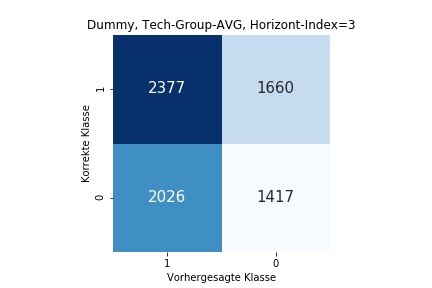 Dummy, Tech-Group-AVG, Horizont-Index=3
Korrekte Klasse
1
2377 1660
0
2026 1417
1 0
Vorhergesagte Klasse